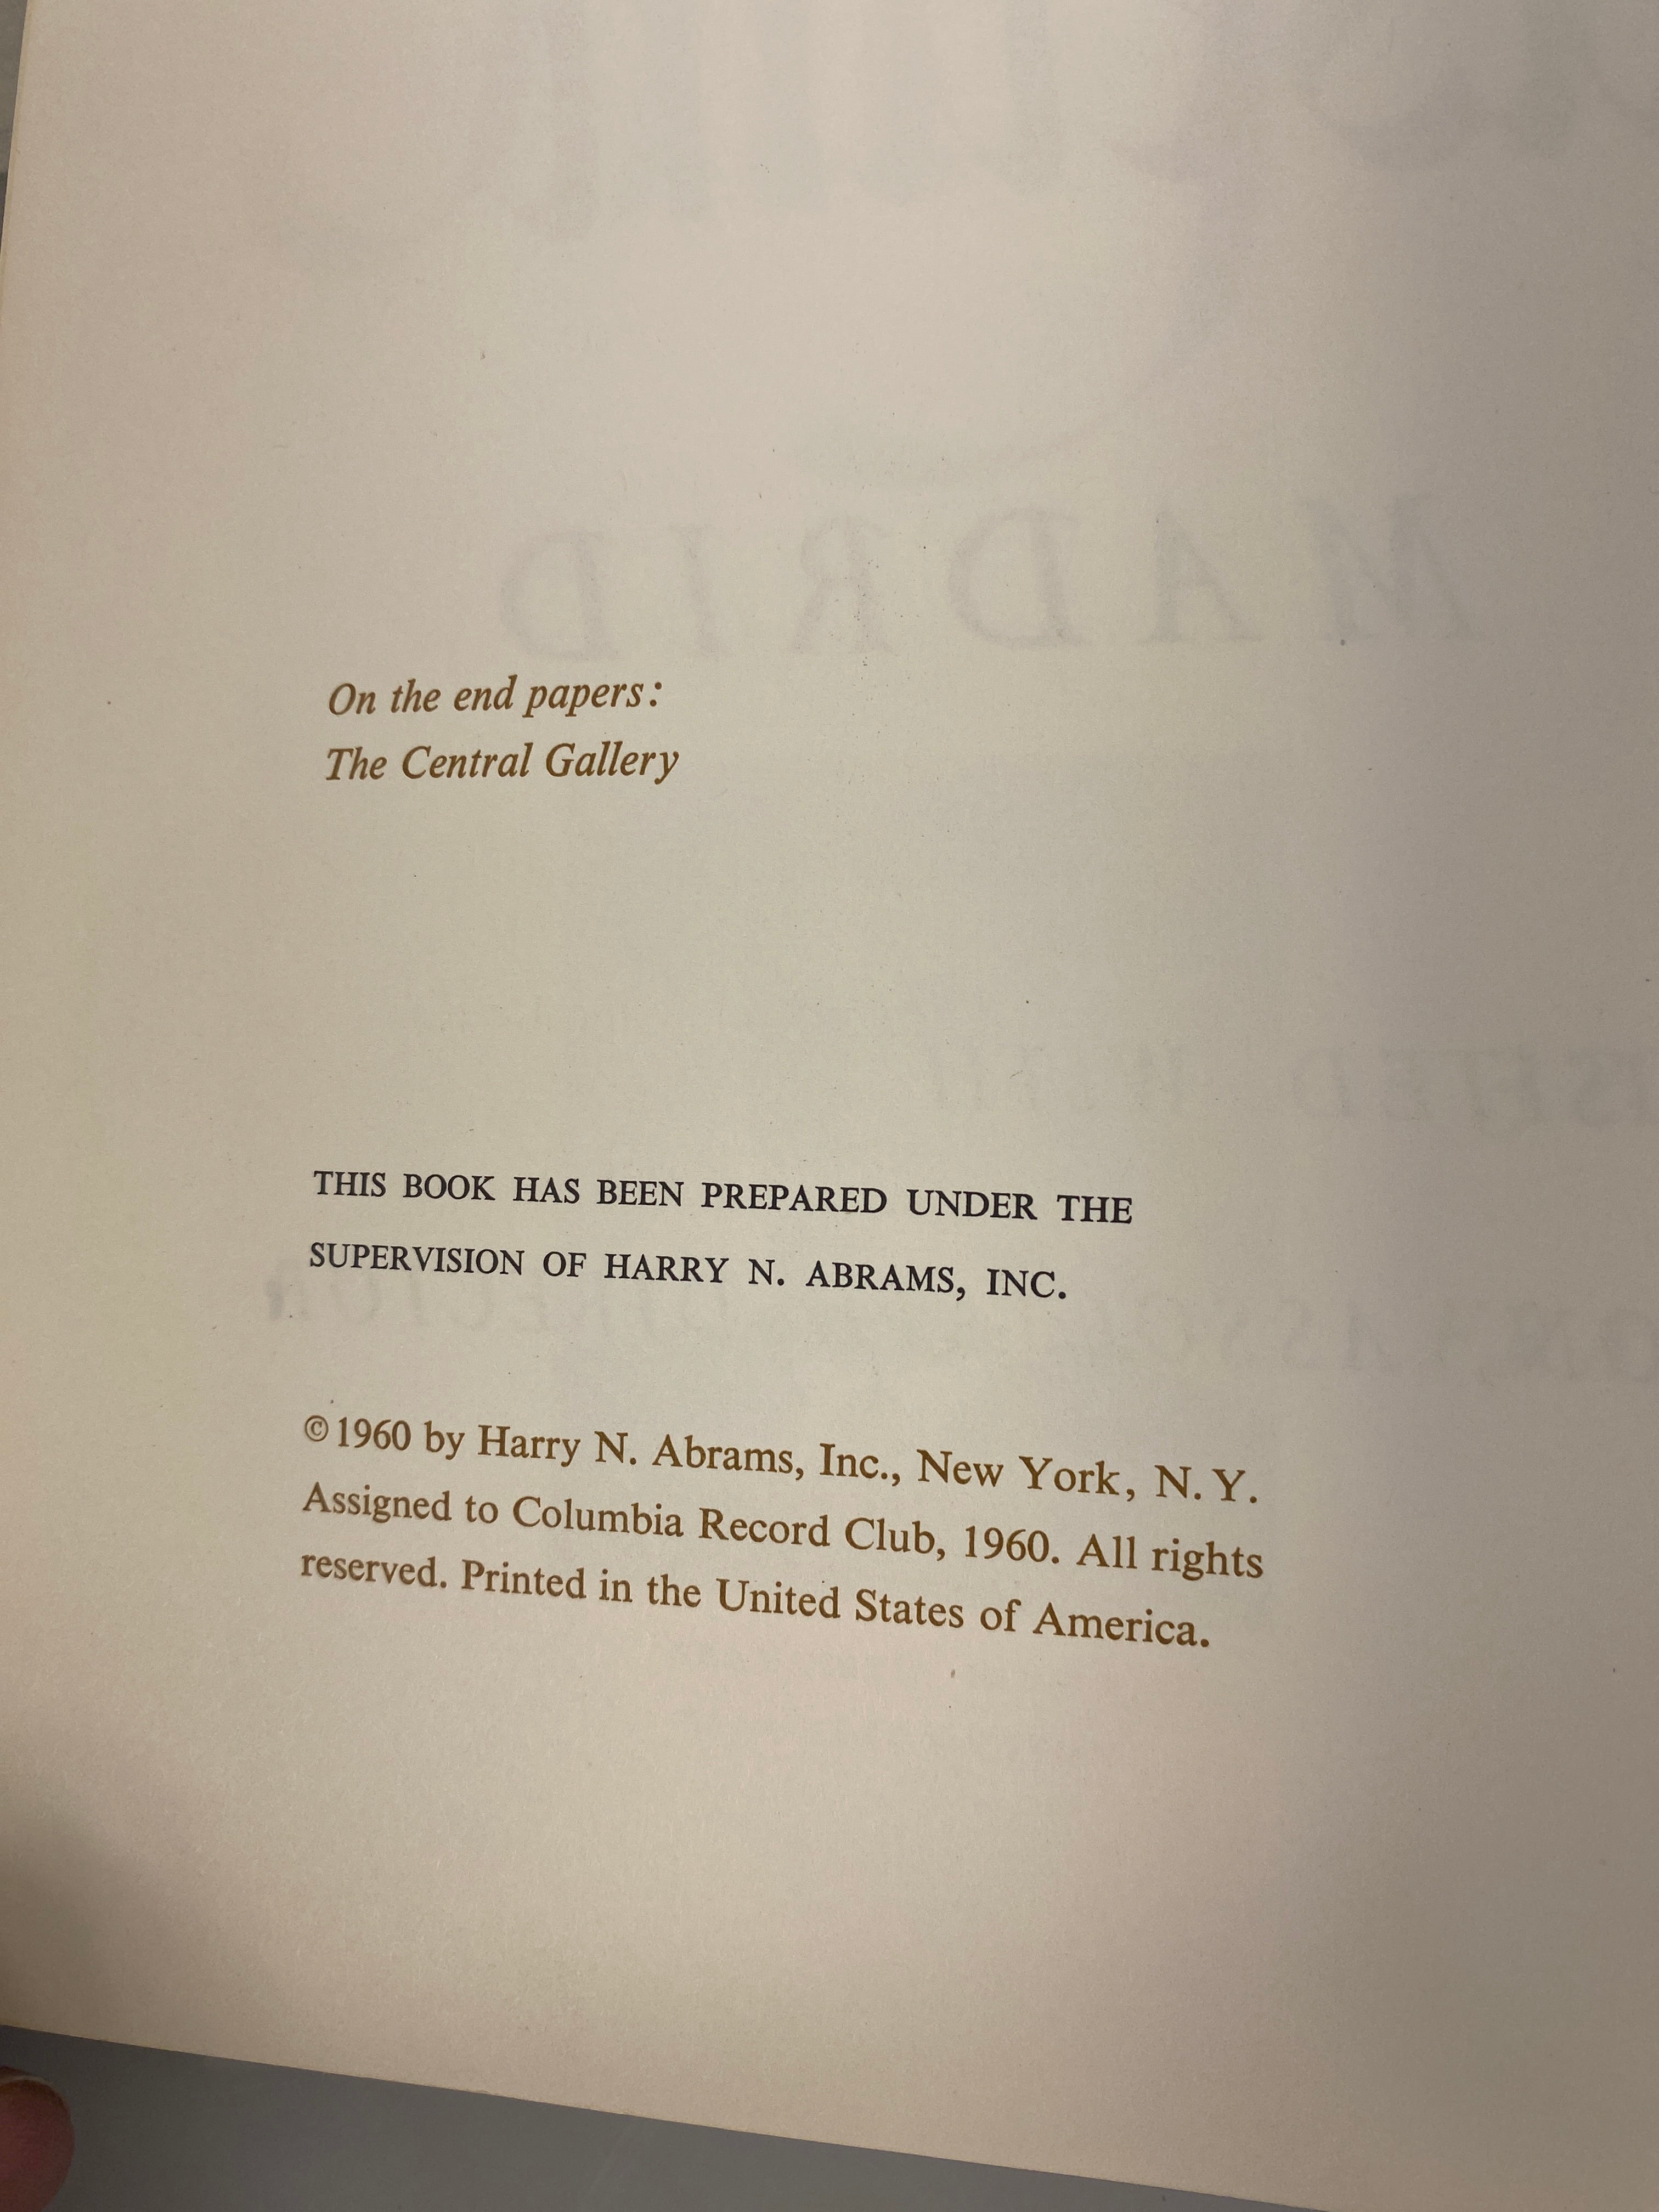 MADRID
On the end papers:
The Central Gallery
THIS BOOK HAS BEEN PREPARED UNDER THE
SUPERVISION OF HARRY N. ABRAMS, INC.
© 1960 by Harry N. Abrams, Inc., New York, N. Y.
Assigned to Columbia Record Club, 1960. All rights
reserved. Printed in the United States of America.